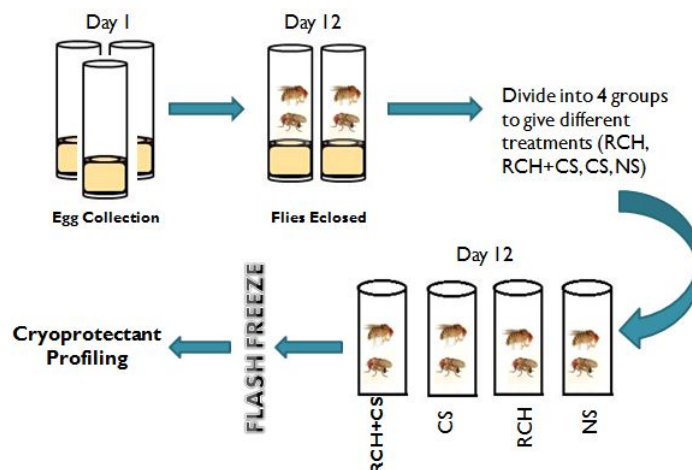 Day 1
Day 12
Egg Collection
Flies Eclosed
Divide into 4 groups
to give different
treatments (RCH,
RCH+CS, CS, NS)
Day 12
RCH+CS
CS
RCH
NS
FLASH FREEZE
Cryoprotectant
Profiling